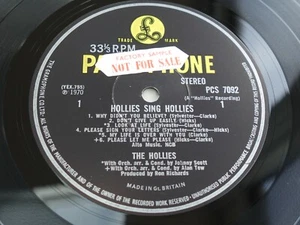 TRADE MARK
33⅓ RPM
FACTORY SAMPLE
NOT FOR SALE
PARLOPHONE
STEREO
(YEX.795)
℗ 1970
PCS 7092
(A "Hollies" Recording)
1
1
HOLLIES SING HOLLIES
1. WHY DIDN'T YOU BELIEVE? (Sylvester—Clarke)
2. DON'T GIVE UP EASILY (Hicks)
3. LOOK AT LIFE (Sylvester)
4. PLEASE SIGN YOUR LETTERS (Sylvester—Clarke—Hicks)
5. MY LIFE IS OVER WITH YOU (Clarke)
6. PLEASE LET ME PLEASE (Sylvester—Clarke—Hicks)
Alto Music, NCB
THE HOLLIES
With Orch. arr. & Cond. by Johnny Scott
With Orch. arr. & Cond. by Alan Tew
Produced by Ron Richards
MADE IN GT. BRITAIN